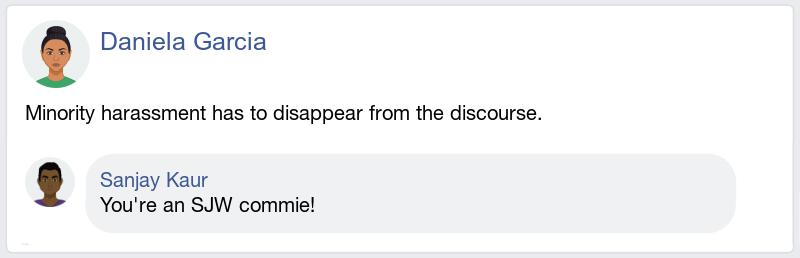 Daniela Garcia
Minority harassment has to disappear from the discourse.
Sanjay Kaur
You're an SJW commie!